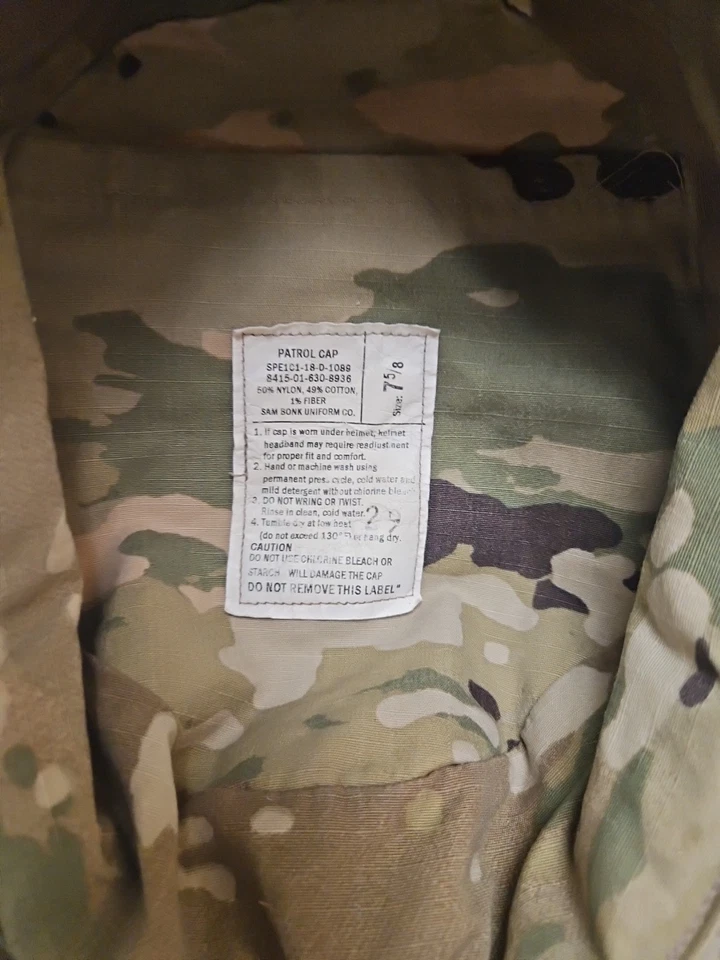 PATROL CAP
SPE1C1-18-D-1089
8415-01-630-8936
50% NYLON, 49% COTTON,
1% FIBER
SAM BONK UNIFORM CO.
Size: 7 5/8
1. If cap is worn under helmet, helmet
headband may require readjustment
for proper fit and comfort.
2. Hand or machine wash using
permanent press cycle, cold water and
mild detergent without chlorine bleach
3. DO NOT WRING OR TWIST.
Rinse in clean, cold water.
29
4. Tumble dry at low heat
(do not exceed 130°F) or hang dry.
CAUTION
DO NOT USE CHLORINE BLEACH OR
STARCH WILL DAMAGE THE CAP
DO NOT REMOVE THIS LABEL"